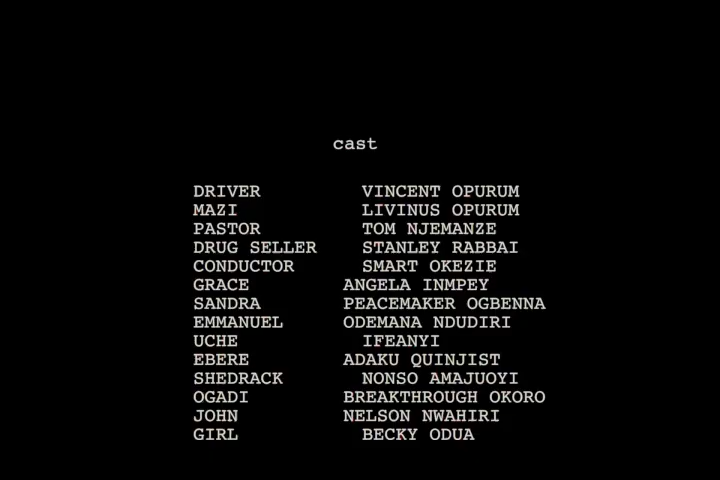 cast
DRIVER VINCENT OPURUM
MAZI LIVINUS OPURUM
PASTOR TOM NJEMANZE
DRUG SELLER STANLEY RABBAI
CONDUCTOR SMART OKEZIE
GRACE ANGELA INMPEY
SANDRA PEACEMAKER OGBENNA
EMMANUEL ODEMANA NDUDIRI
UCHE IFEANYI
EBERE ADAKU QUINJIST
SHEDRACK NONSO AMAJUOYI
OGADI BREAKTHROUGH OKORO
JOHN NELSON NWAHIRI
GIRL BECKY ODUA